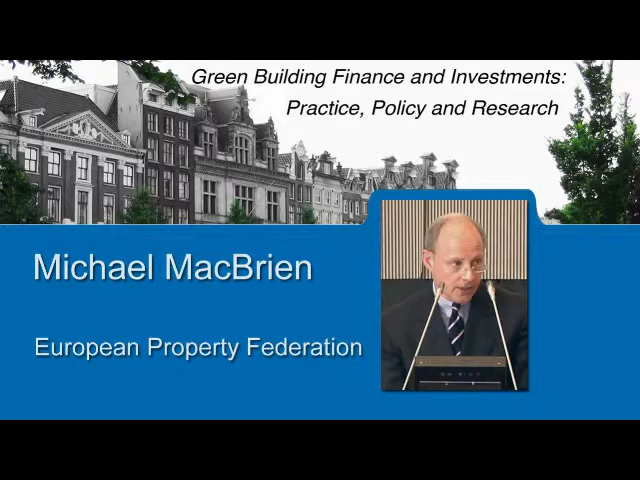 Green Building Finance and Investments:
Practice, Policy and Research
Michael MacBrien
European Property Federation